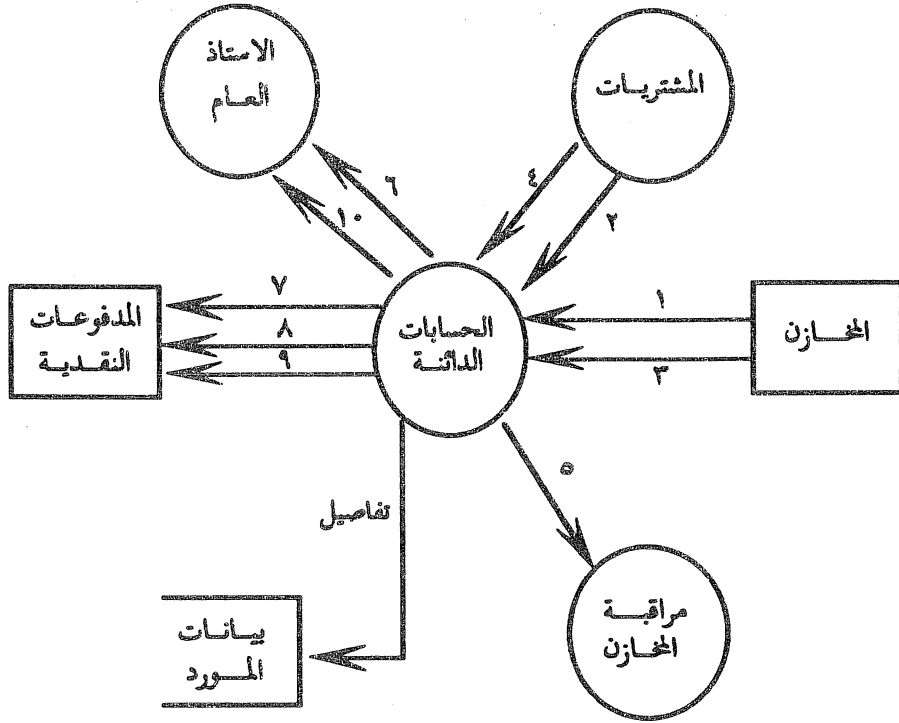 المشتريات
الاستاذ
العام
٤
٢
٦
١٠
المخازن
١
٣
الحسابات
الدائنة
٧
٨
٩
المدفوعات
النقدية
٥
تفاصيل
مراقبة
المخازن
بيانات
المورد